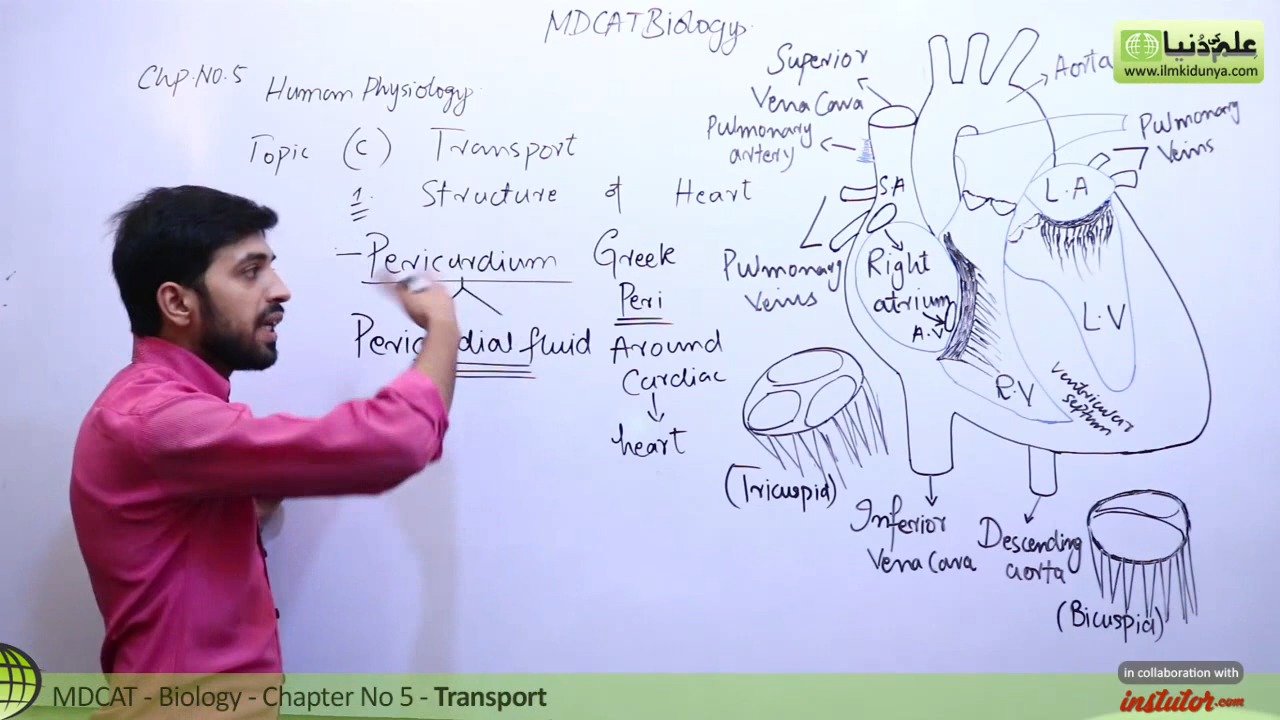 MDCAT Biology
Chp.No.5
Human Physiology
Topic (C) Transport
1. Structure of Heart
— Pericardium
Pericardial fluid
Greek
Peri
Around
Cardiac
heart
Superior
Vena Cava
Pulmonary
artery
Pulmonary
Veins
Aorta
Pulmonary
Veins
S.A
L.A
Right
atrium
A.V
L.V
R.V
Ventricular
septum
(Tricuspid)
Inferior
Vena Cava
Descending
aorta
(Bicuspid)
علم کی دنیا
www.ilmkidunya.com
MDCAT - Biology - Chapter No 5 - Transport
in collaboration with
instutor.com